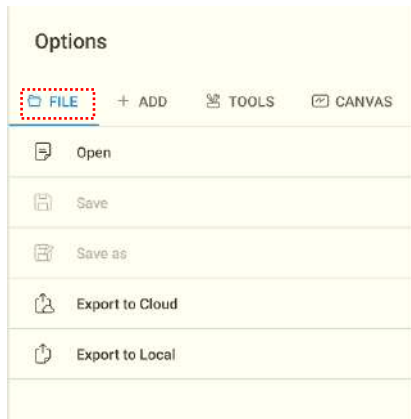 Options
FILE ADD TOOLS CANVAS
Open
Save
Save as
Export to Cloud
Export to Local